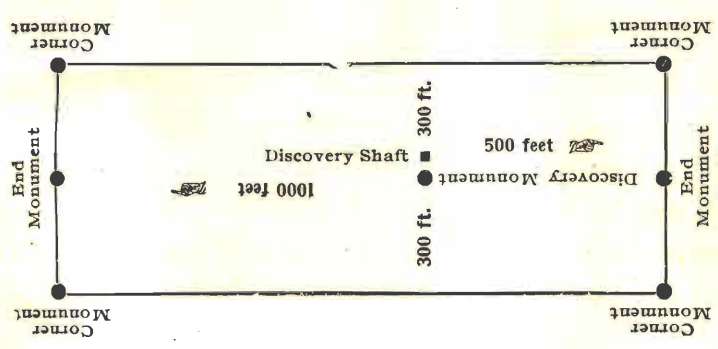 Corner
Monument
Corner
Monument
End
Monument
300 ft.
500 feet
Discovery Shaft
Discovery Monument
1000 feet
300 ft.
End
Monument
Corner
Monument
Corner
Monument